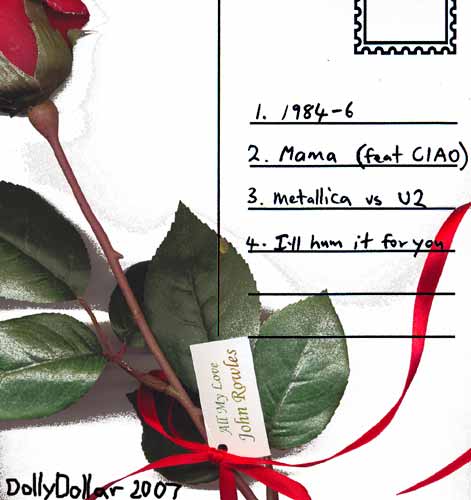 1. 1984-6
2. Mama (feat CIAO)
3. Metallica vs U2
4. I'll hum it for you
All My Love
John Rowles
DollyDollar 2007